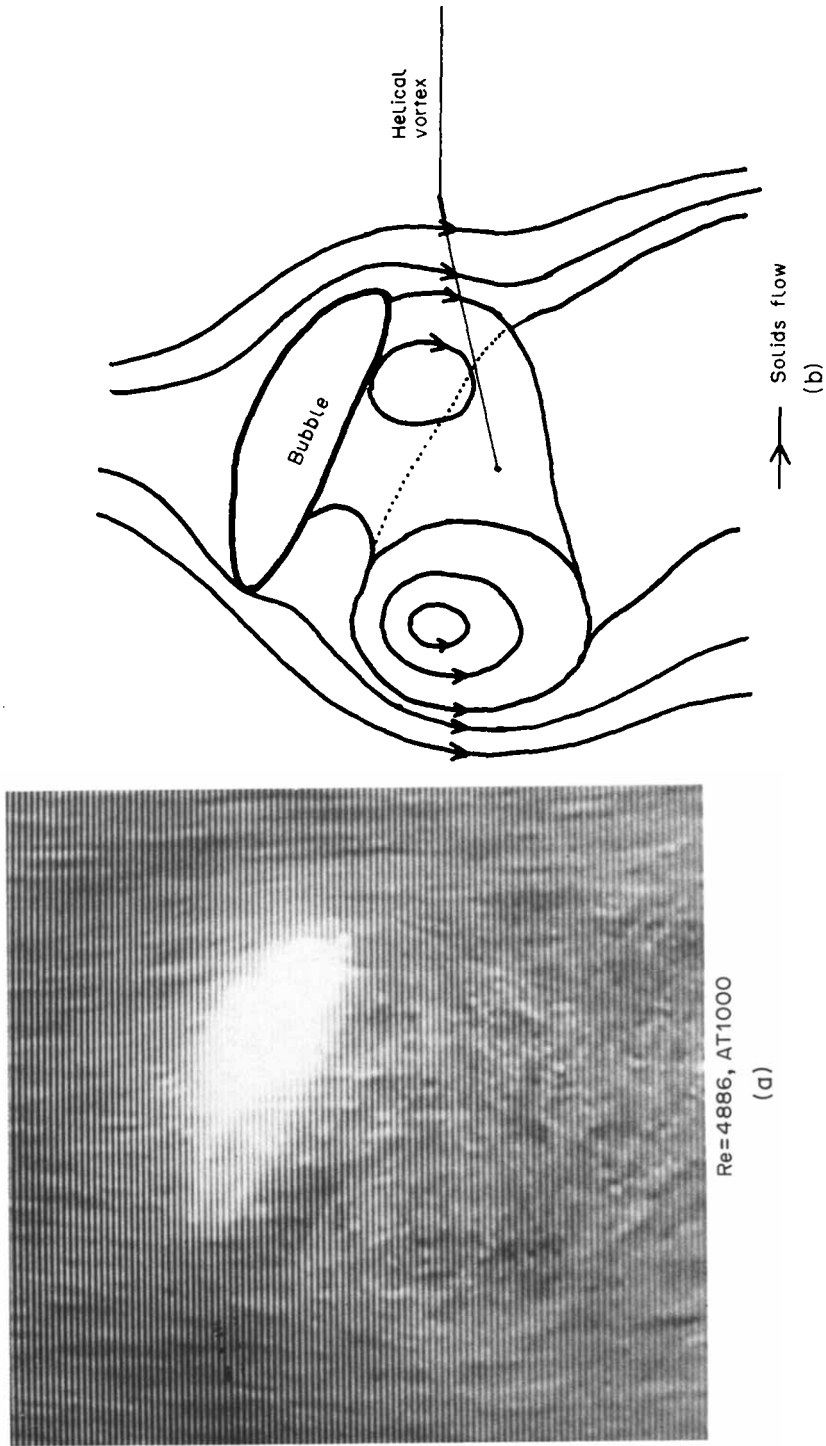 Helical
vortex
Bubble
Solids flow
(b)
Re=4886, AT1000
(a)